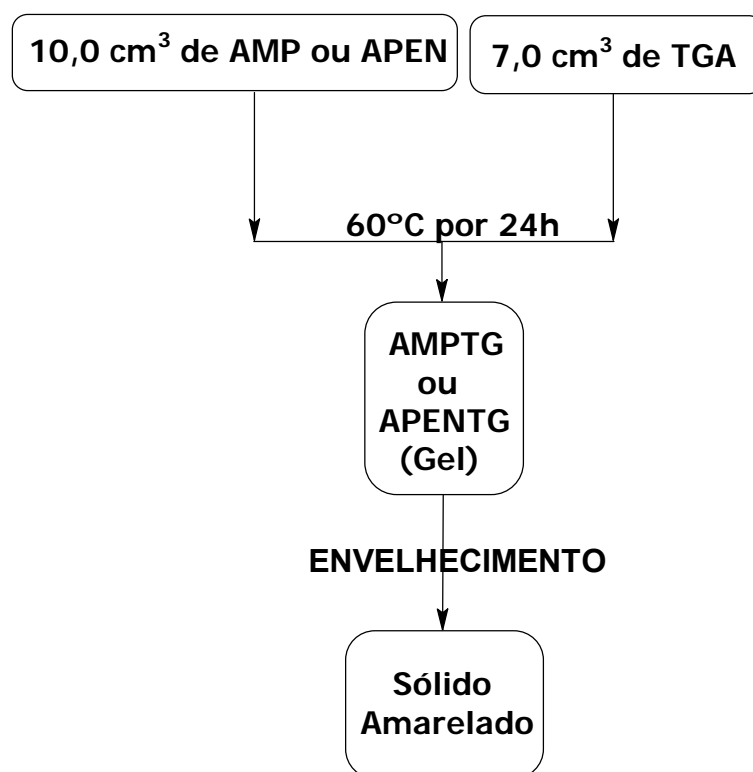 10,0 cm³ de AMP ou APEN
7,0 cm³ de TGA
60ºC por 24h
AMPTG
ou
APENTG
(Gel)
ENVELHECIMENTO
Sólido
Amarelado